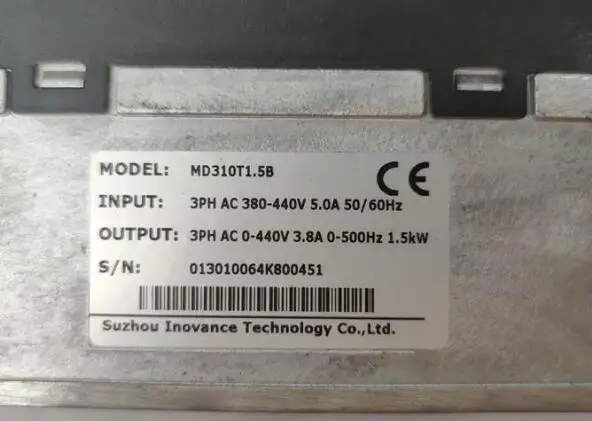 MODEL: MD310T1.5B CE
INPUT: 3PH AC 380-440V 5.0A 50/60Hz
OUTPUT: 3PH AC 0-440V 3.8A 0-500Hz 1.5kW
S/N: 013010064K800451
Suzhou Inovance Technology Co.,Ltd.